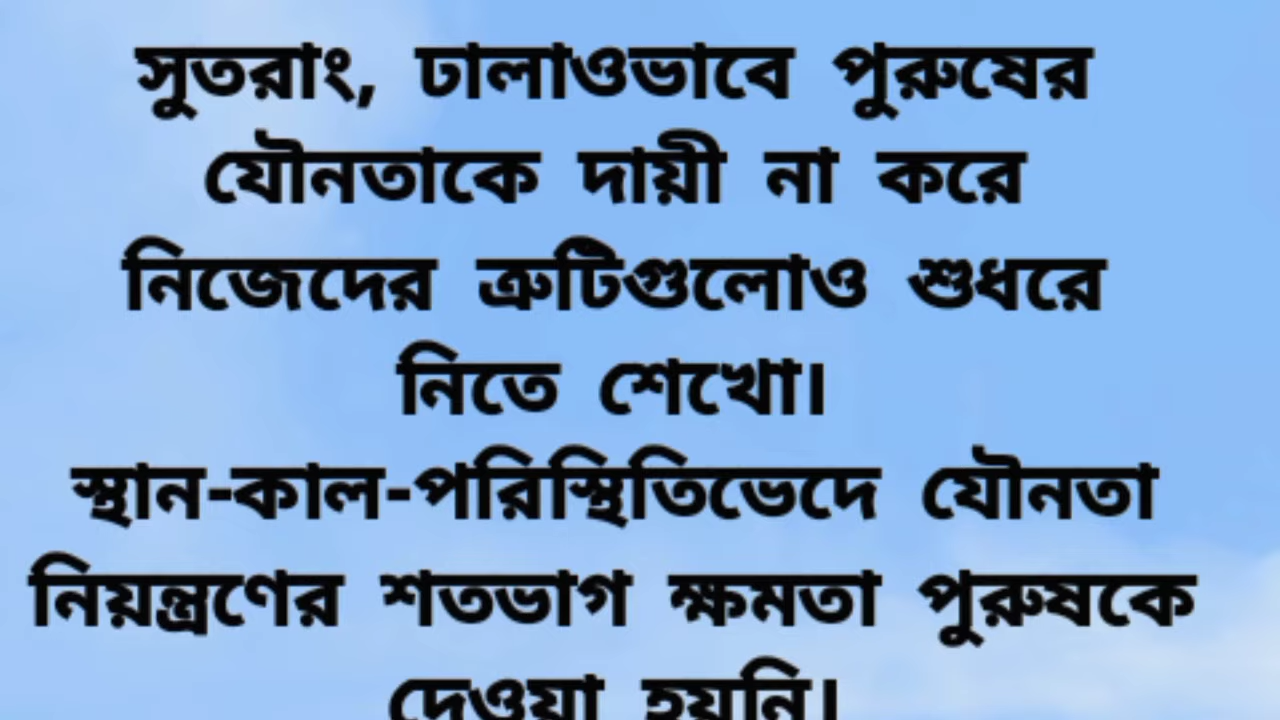 সুতরাং, ঢালাওভাবে পুরুষের
যৌনতাকে দায়ী না করে
নিজেদের ত্রুটিগুলোও শুধরে
নিতে শেখো।
স্থান-কাল-পরিস্থিতিভেদে যৌনতা
নিয়ন্ত্রণের শতভাগ ক্ষমতা পুরুষকে
দেওয়া হয়নি।